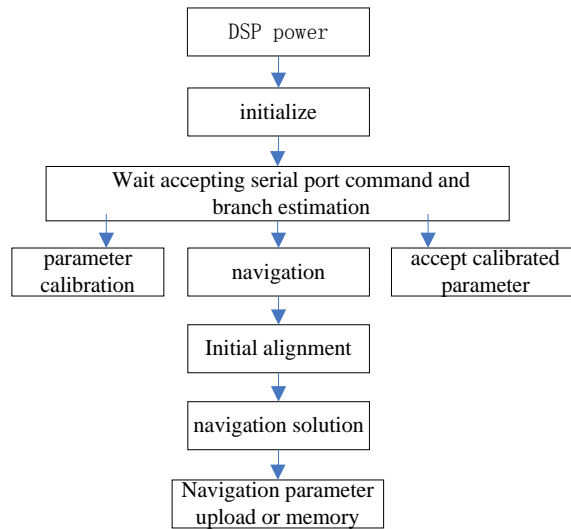 DSP power
initialize
Wait accepting serial port command and
branch estimation
parameter
calibration
navigation
accept calibrated
parameter
Initial alignment
navigation solution
Navigation parameter
upload or memory